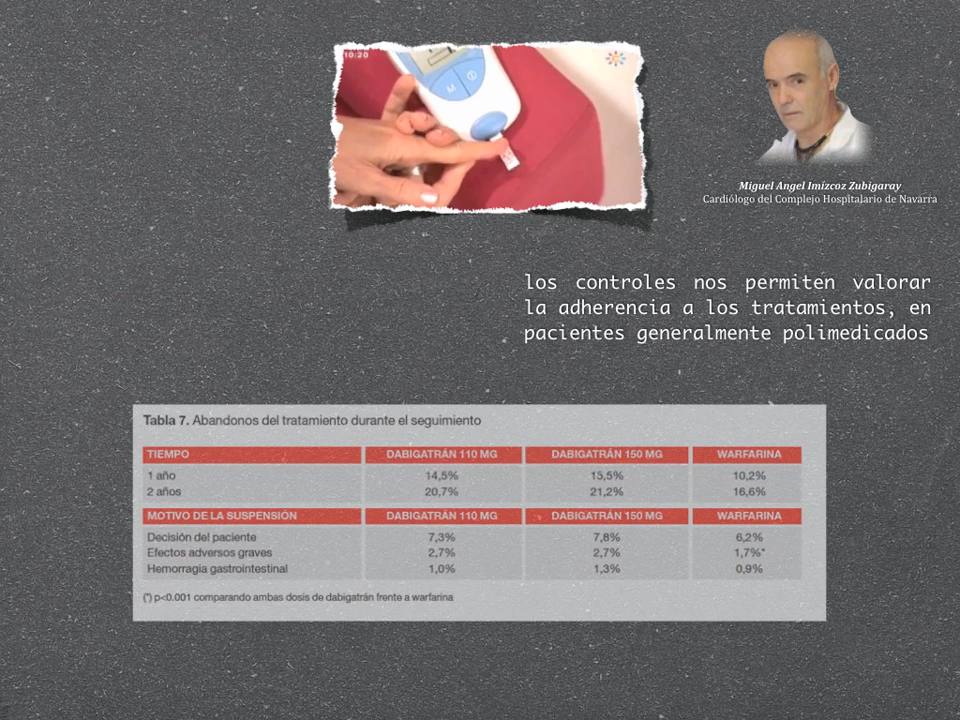 10:20
Miguel Angel Imízcoz Zubigaray
Cardiólogo del Complejo Hospitalario de Navarra
los controles nos permiten valorar
la adherencia a los tratamientos, en
pacientes generalmente polimedicados
Tabla 7. Abandonos del tratamiento durante el seguimiento
TIEMPO DABIGATRÁN 110 MG DABIGATRÁN 150 MG WARFARINA
1 año 14,5% 15,5% 10,2%
2 años 20,7% 21,2% 16,6%
MOTIVO DE LA SUSPENSIÓN DABIGATRÁN 110 MG DABIGATRÁN 150 MG WARFARINA
Decisión del paciente 7,3% 7,8% 6,2%
Efectos adversos graves 2,7% 2,7% 1,7%*
Hemorragia gastrointestinal 1,0% 1,3% 0,9%
(*) p<0.001 comparando ambas dosis de dabigatrán frente a warfarina